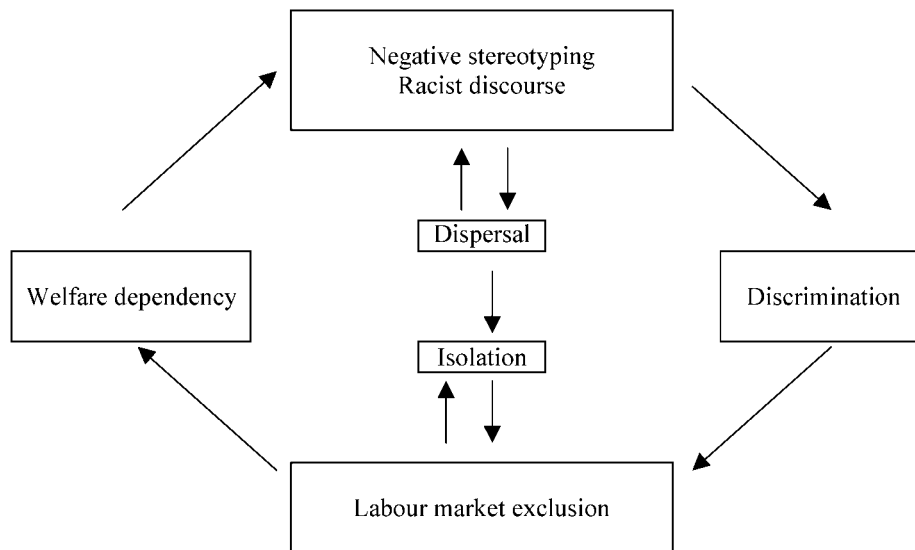 Negative stereotyping
Racist discourse
Dispersal
Welfare dependency
Discrimination
Isolation
Labour market exclusion